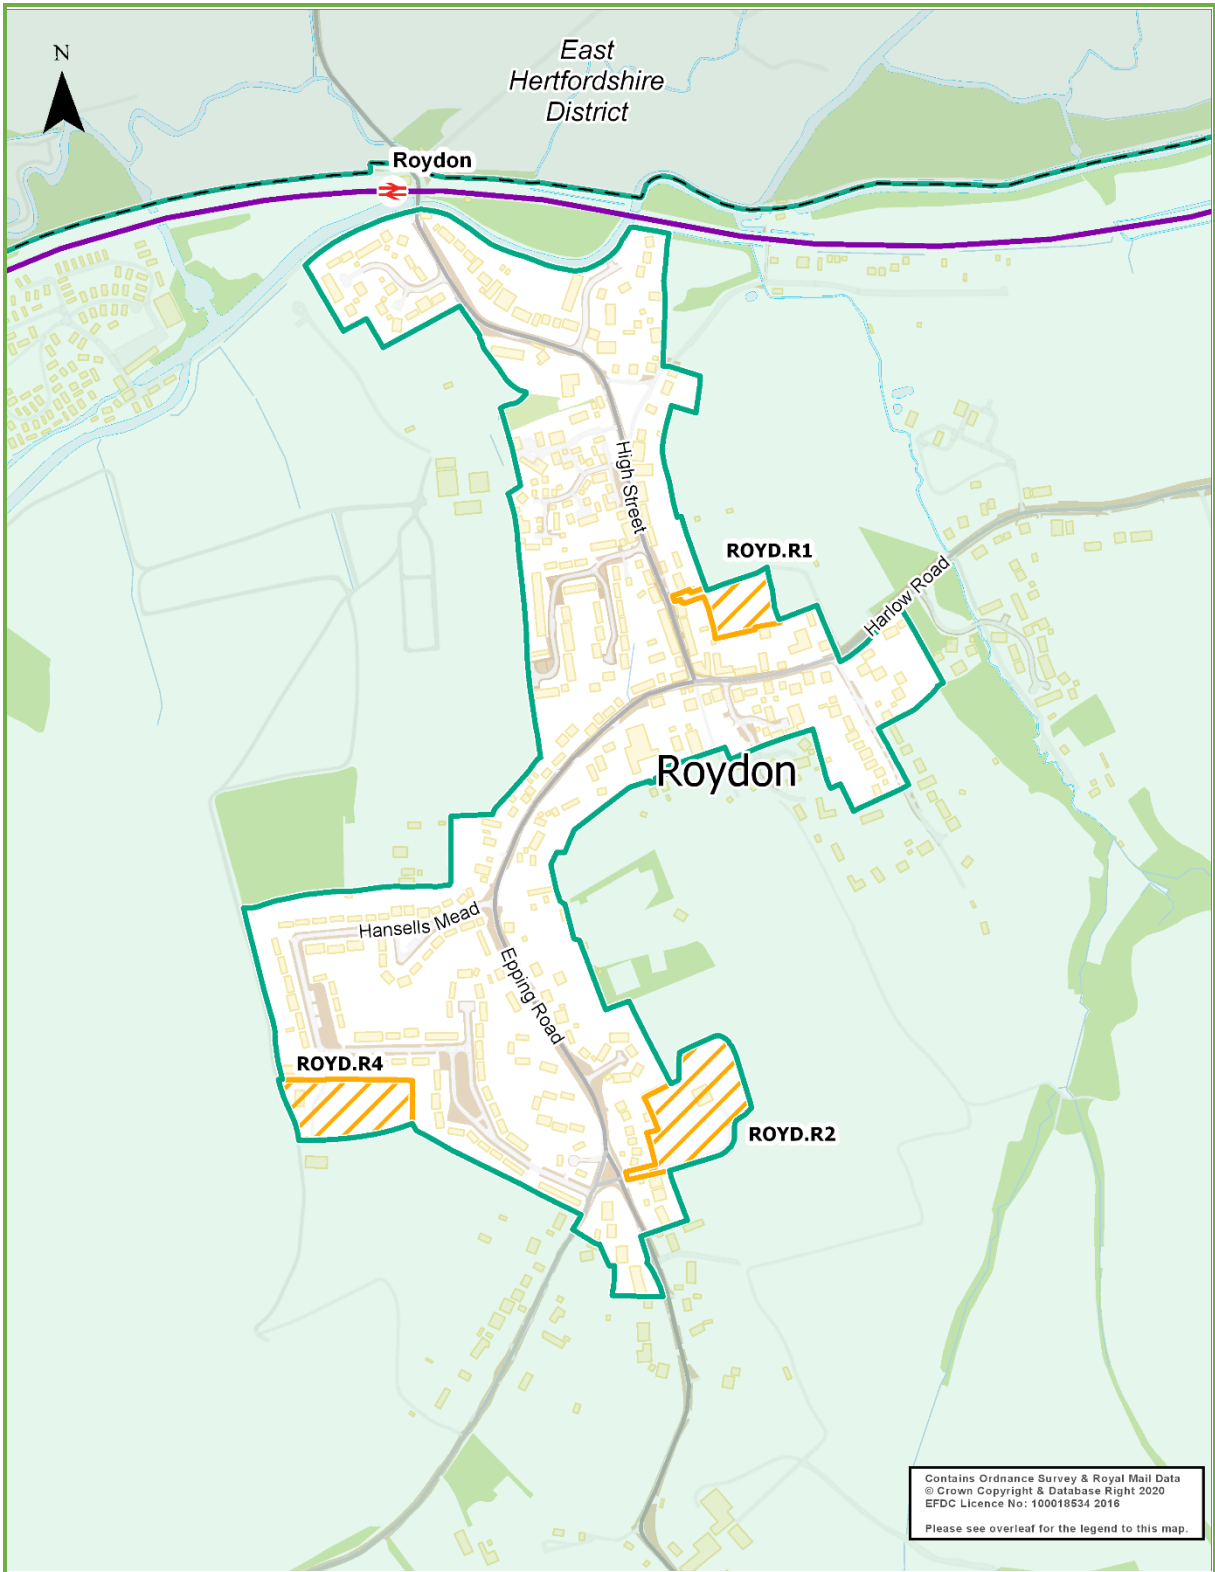 N
East
Hertfordshire
District
Roydon
High Street
ROYD.R1
Harlow Road
Roydon
Hansells Mead
Epping Road
ROYD.R4
ROYD.R2
Contains Ordnance Survey & Royal Mail Data
© Crown Copyright & Database Right 2020
EFDC Licence No: 100018534 2016
Please see overleaf for the legend to this map.